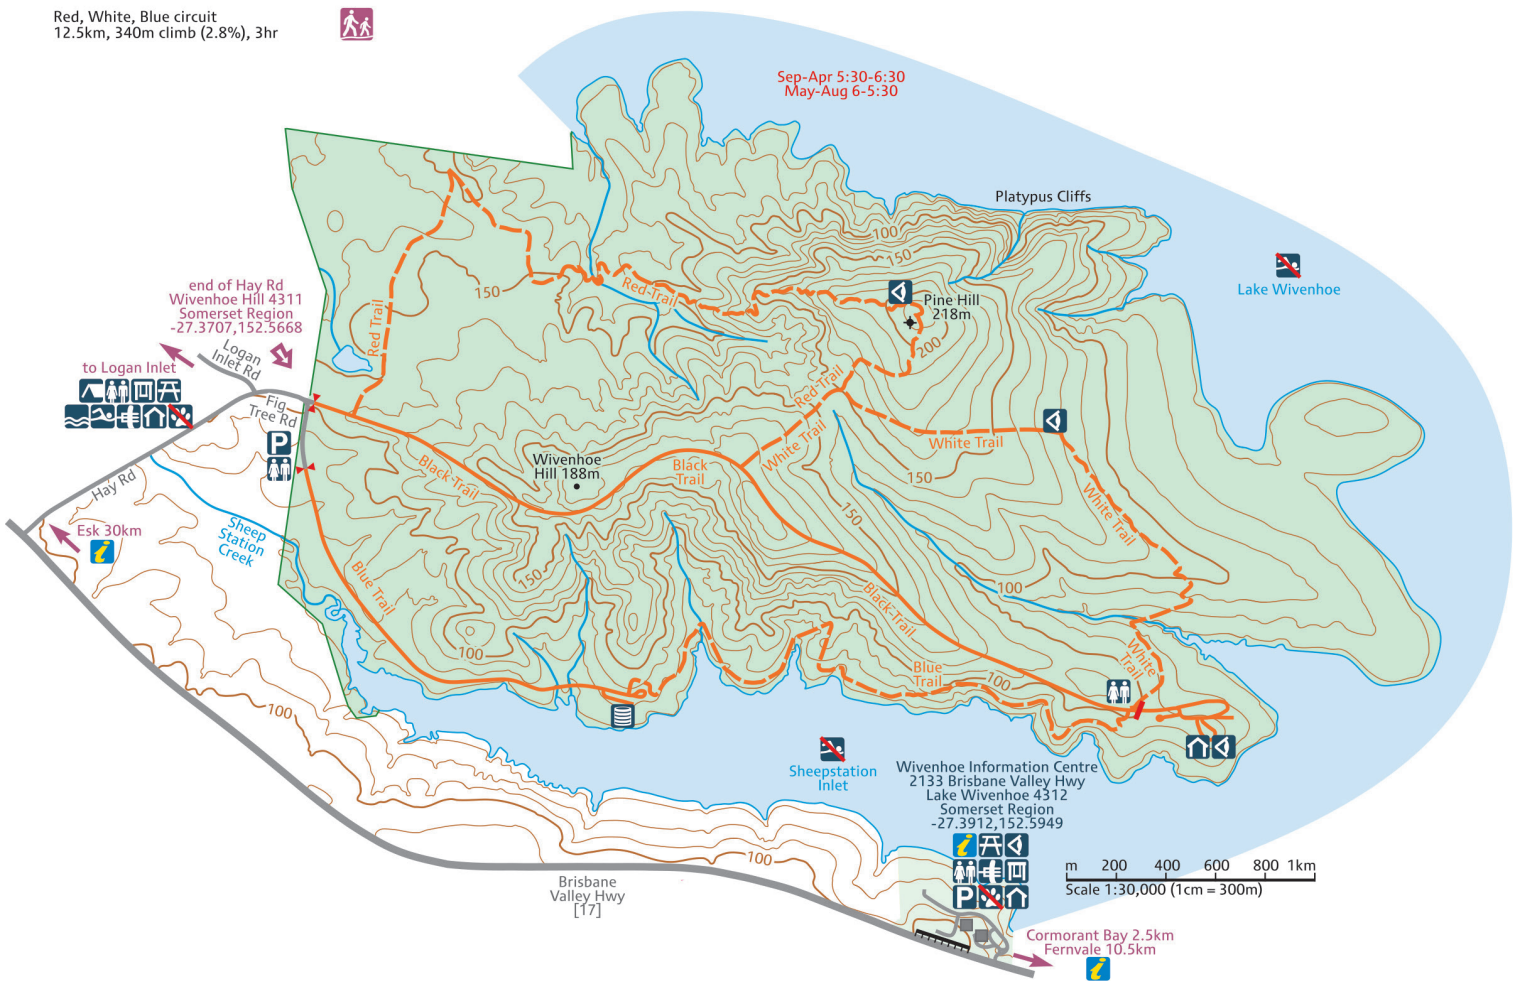 Red, White, Blue circuit
12.5km, 340m climb (2.8%), 3hr
Sep-Apr 5:30-6:30
May-Aug 6-5:30
Platypus Cliffs
100
150
Lake Wivenhoe
end of Hay Rd
Wivenhoe Hill 4311
Somerset Region
-27.3707,152.5668
150
Red-Trail
Pine Hill
218m
200
Red Trail
Logan
Inlet Rd
to Logan Inlet
Fig
Tree Rd
P
Red-Trail
White Trail
White Trail
Wivenhoe
Hill 188m
Black
Trail
Black-Trail
150
Hay Rd
White Trail
150
Esk 30km
i
Sheep
Station
Creek
150
Blue Trail
100
Black-Trail
100
White
Trail
Blue
Trail
100
100
Sheepstation
Inlet
Wivenhoe Information Centre
2133 Brisbane Valley Hwy
Lake Wivenhoe 4312
Somerset Region
-27.3912,152.5949
i
P
100
Brisbane
Valley Hwy
[17]
m 200 400 600 800 1km
Scale 1:30,000 (1cm = 300m)
Cormorant Bay 2.5km
Fernvale 10.5km
i